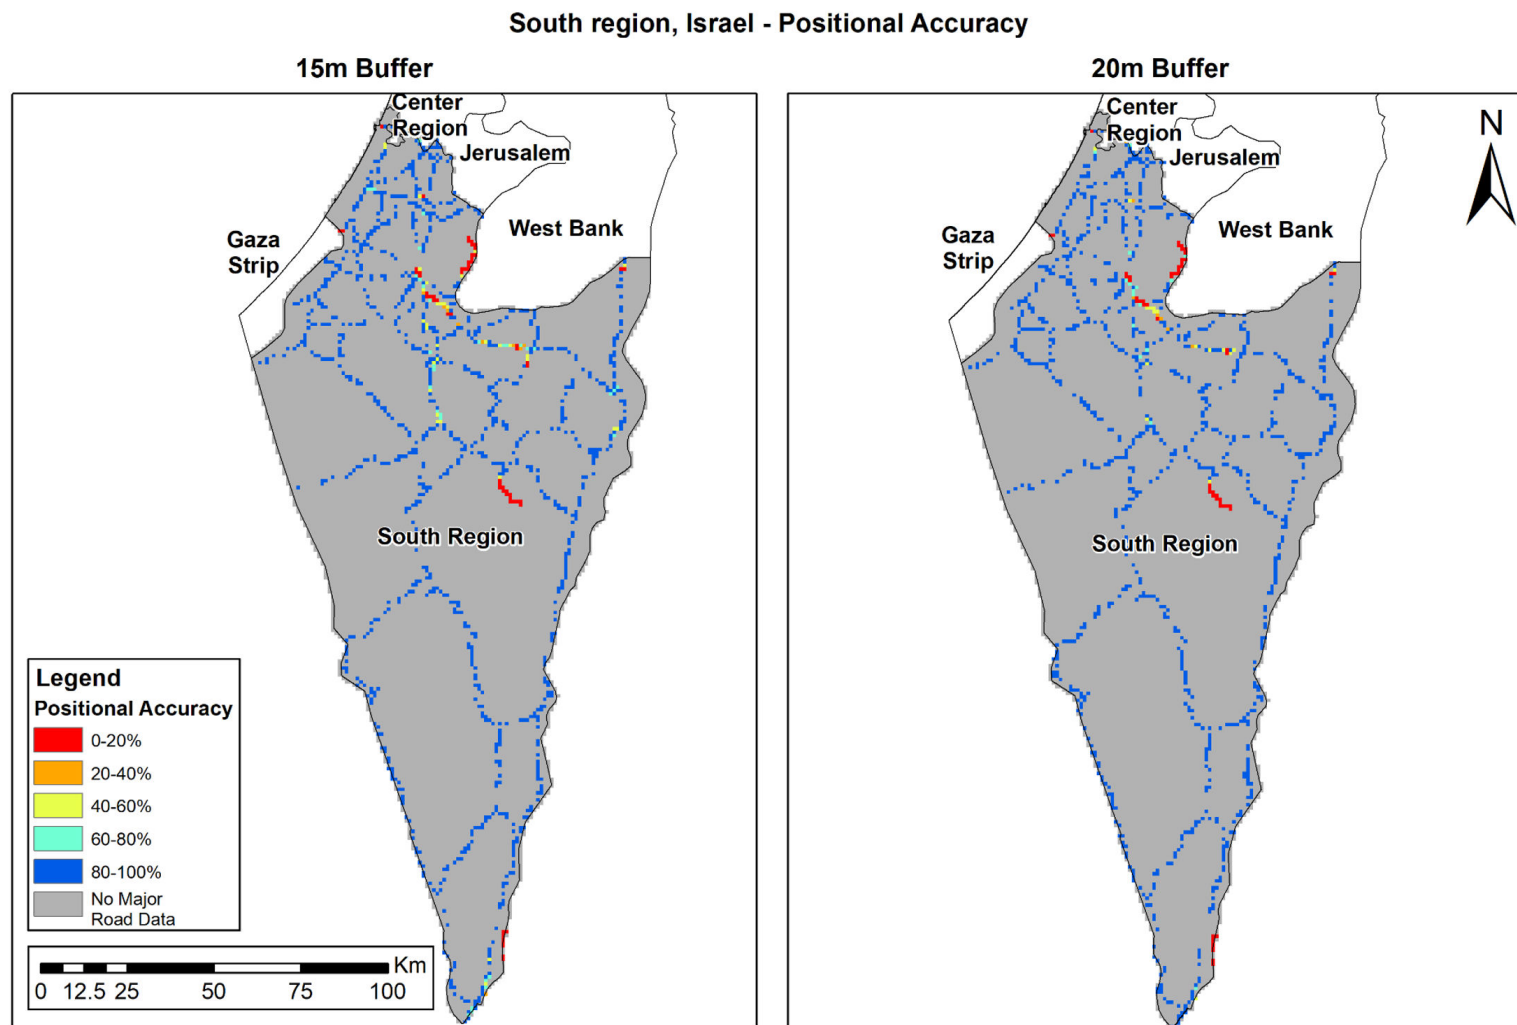 South region, Israel - Positional Accuracy
15m Buffer
Center
Region
Jerusalem
West Bank
Gaza
Strip
South Region
Legend
Positional Accuracy
0-20%
20-40%
40-60%
60-80%
80-100%
No Major
Road Data
Km
0 12.5 25 50 75 100
20m Buffer
Center
Region
Jerusalem
West Bank
Gaza
Strip
South Region
N